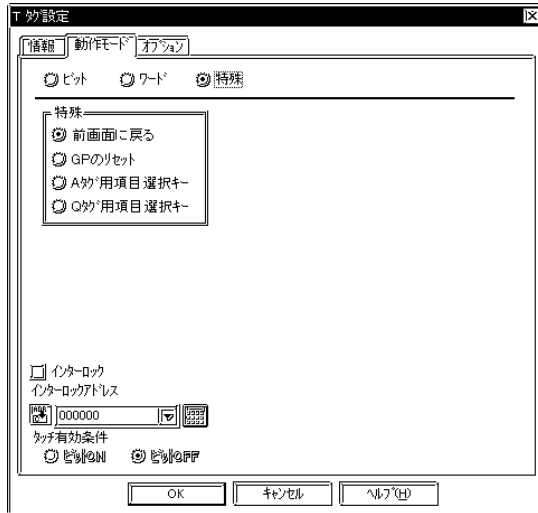 T ﾀｸﾞ設定
情報 動作ﾓｰﾄﾞ ｵﾌﾟｼｮﾝ
ﾋﾞｯﾄ ﾜｰﾄﾞ 特殊
特殊
前画面に戻る
GPのﾘｾｯﾄ
Aﾀｸﾞ用項目選択ｷｰ
Qﾀｸﾞ用項目選択ｷｰ
ｲﾝﾀｰﾛｯｸ
ｲﾝﾀｰﾛｯｸｱﾄﾞﾚｽ
000000
ﾀｯﾁ有効条件
ﾋﾞｯﾄON ﾋﾞｯﾄOFF
OK ｷｬﾝｾﾙ ﾍﾙﾌﾟ(H)